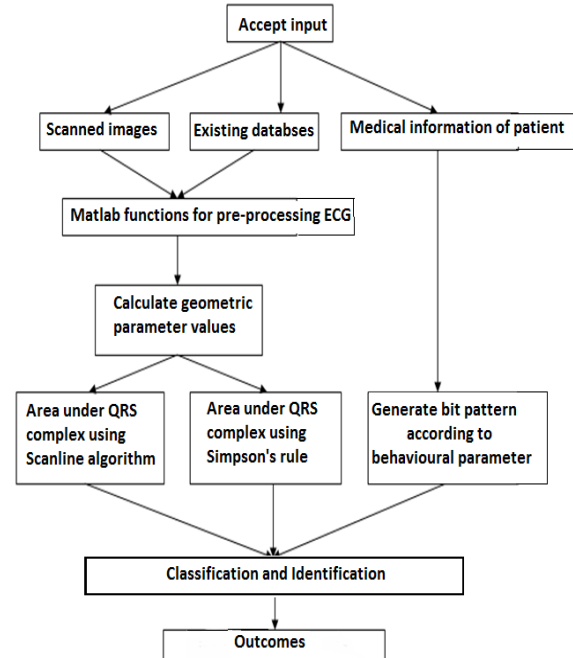 Accept input
Scanned images
Existing databses
Medical information of patient
Matlab functions for pre-processing ECG
Calculate geometric
parameter values
Area under QRS
complex using
Scanline algorithm
Area under QRS
complex using
Simpson's rule
Generate bit pattern
according to
behavioural parameter
Classification and Identification
Outcomes